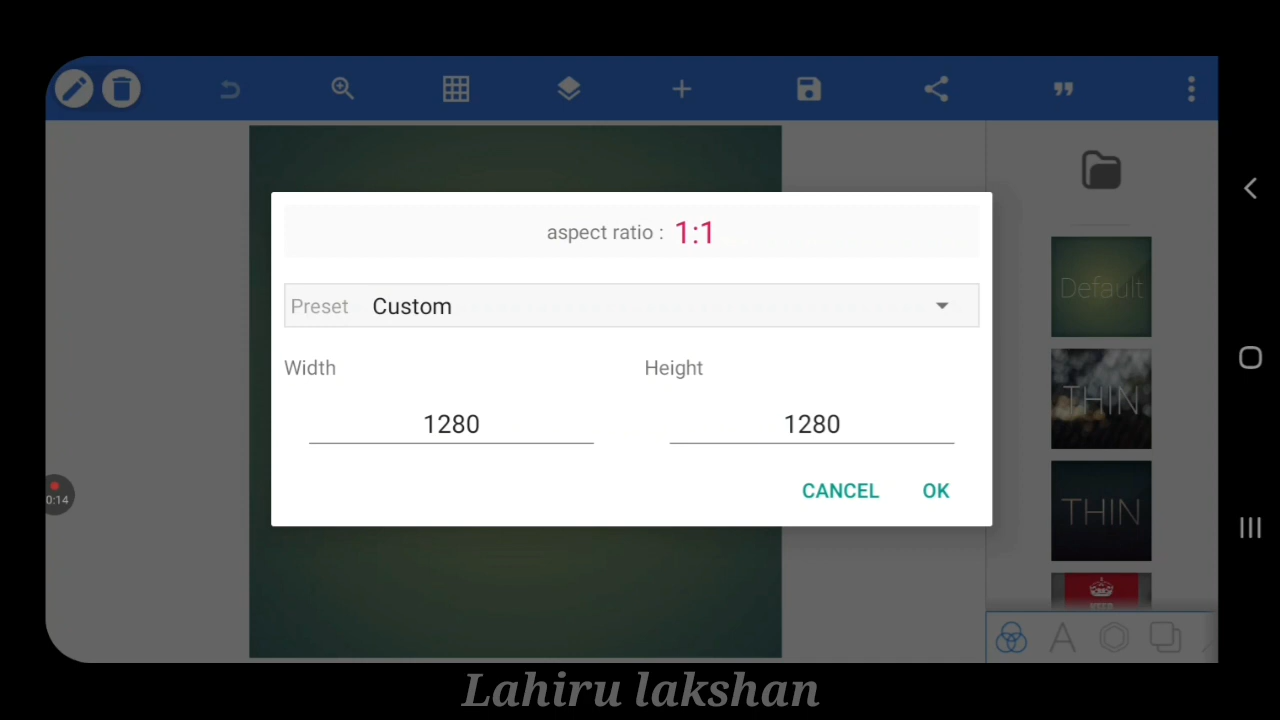 aspect ratio : 1:1
Preset Custom
Width Height
1280 1280
CANCEL OK
Default
THIN
THIN
0:14
Lahiru lakshan